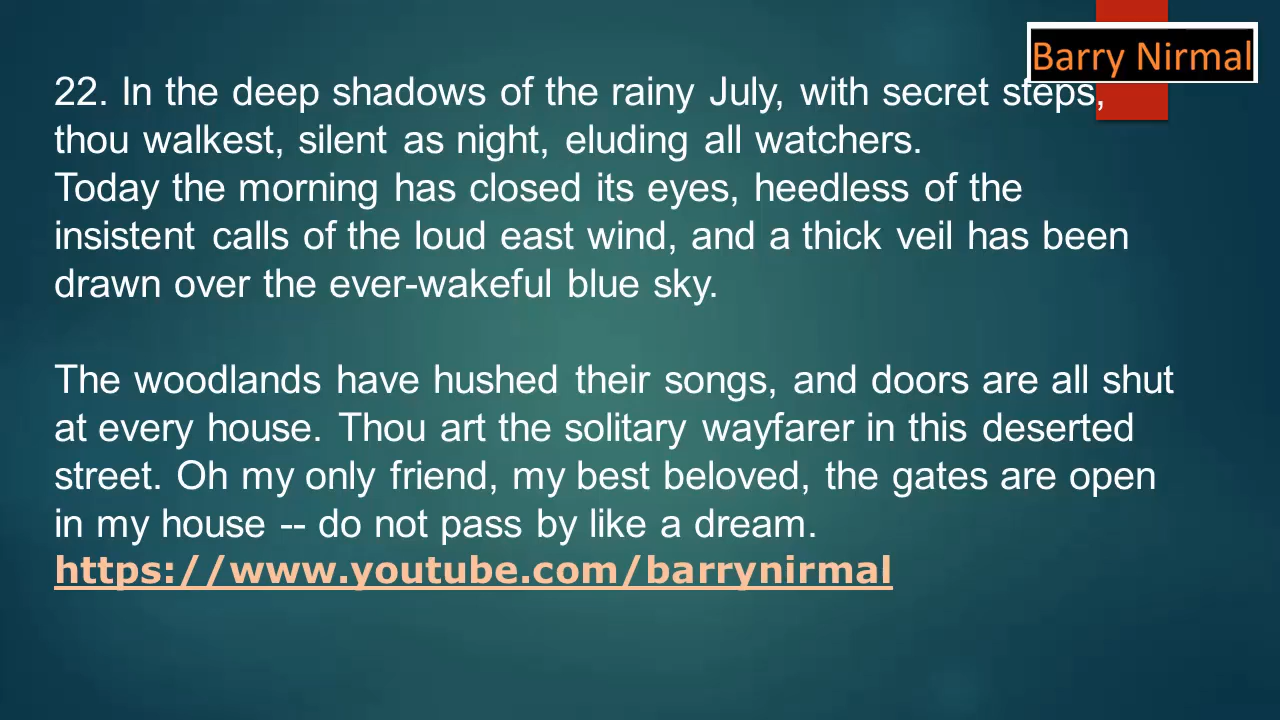 Barry Nirmal
22. In the deep shadows of the rainy July, with secret steps,
thou walkest, silent as night, eluding all watchers.
Today the morning has closed its eyes, heedless of the
insistent calls of the loud east wind, and a thick veil has been
drawn over the ever-wakeful blue sky.
The woodlands have hushed their songs, and doors are all shut
at every house. Thou art the solitary wayfarer in this deserted
street. Oh my only friend, my best beloved, the gates are open
in my house -- do not pass by like a dream.
https://www.youtube.com/barrynirmal